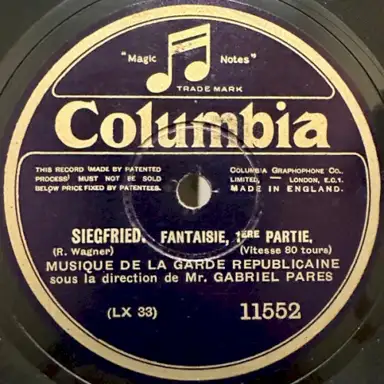 "Magic Notes"
TRADE MARK
Columbia
THIS RECORD (MADE BY PATENTED
PROCESS) MUST NOT BE SOLD
BELOW PRICE FIXED BY PATENTEES.
COLUMBIA GRAPHOPHONE CO.,
LIMITED, — LONDON, E.C.1.
MADE IN ENGLAND.
SIEGFRIED. FANTAISIE, 1ERE PARTIE.
(R. Wagner) (Vitesse 80 tours)
MUSIQUE DE LA GARDE REPUBLICAINE
sous la direction de Mr. GABRIEL PARES
(LX 33) 11552